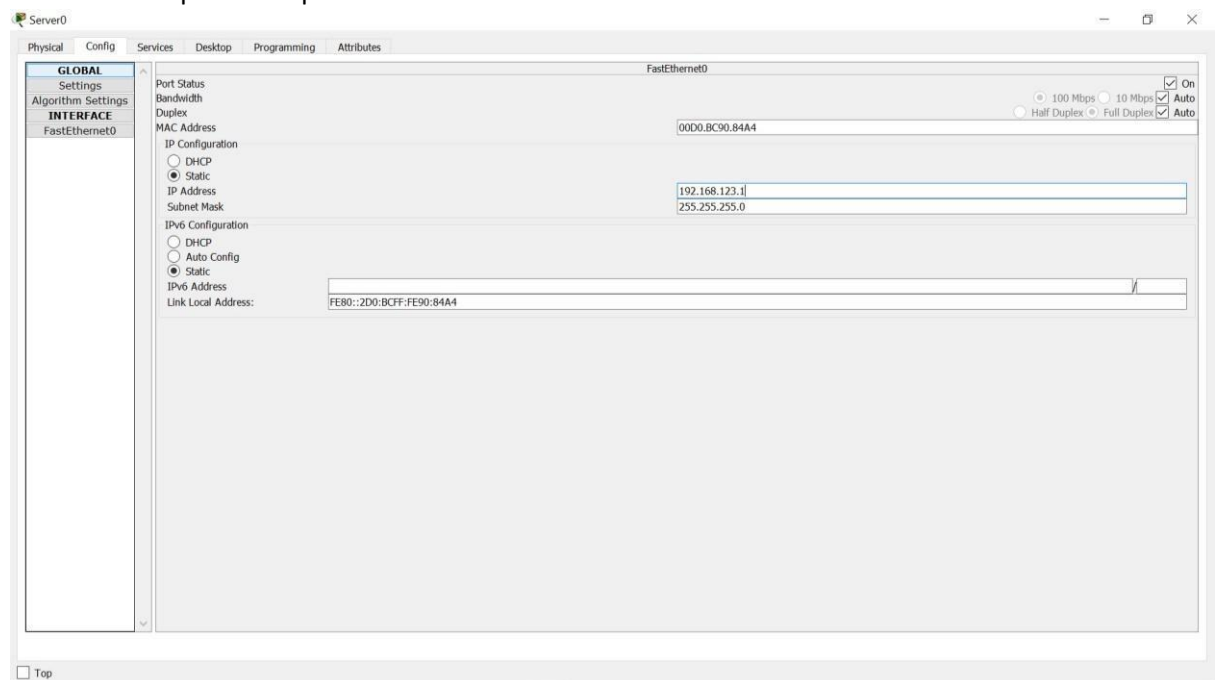 Server0
Physical Config Services Desktop Programming Attributes
GLOBAL
Settings
Algorithm Settings
INTERFACE
FastEthernet0
FastEthernet0
Port Status On
Bandwidth 100 Mbps 10 Mbps Auto
Duplex Half Duplex Full Duplex Auto
MAC Address 00D0.BC90.84A4
IP Configuration
DHCP
Static
IP Address 192.168.123.1
Subnet Mask 255.255.255.0
IPv6 Configuration
DHCP
Auto Config
Static
IPv6 Address /
Link Local Address: FE80::2D0:BCFF:FE90:84A4
Top